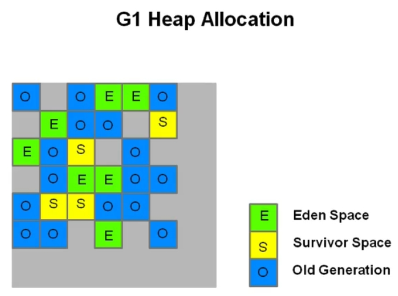 G1 Heap Allocation
O O E E O
E O O S
E O S O
O E E O O
O S S O O
O O E O
E Eden Space
S Survivor Space
O Old Generation